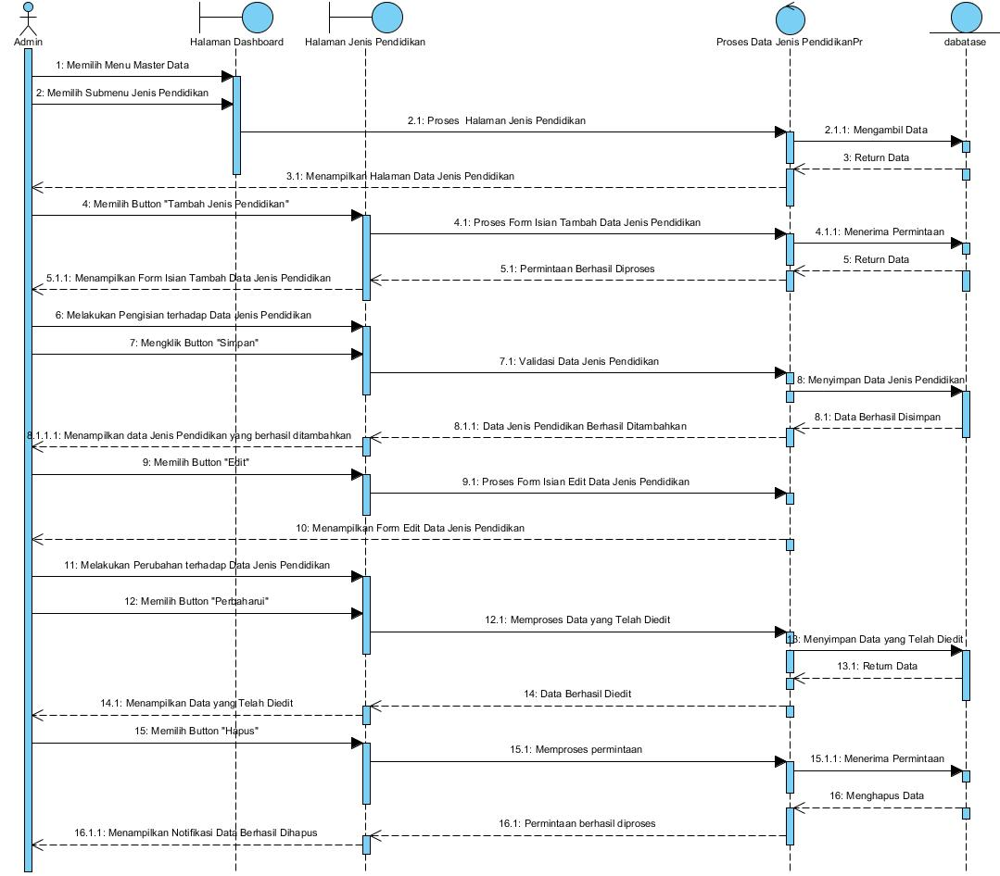 Admin
Halaman Dashboard
Halaman Jenis Pendidikan
Proses Data Jenis PendidikanPr
dabatase
1: Memilih Menu Master Data
2: Memilih Submenu Jenis Pendidikan
2.1: Proses Halaman Jenis Pendidikan
2.1.1: Mengambil Data
3: Return Data
3.1: Menampilkan Halaman Data Jenis Pendidikan
4: Memilih Button "Tambah Jenis Pendidikan"
4.1: Proses Form Isian Tambah Data Jenis Pendidikan
4.1.1: Menerima Permintaan
5: Return Data
5.1: Permintaan Berhasil Diproses
5.1.1: Menampilkan Form Isian Tambah Data Jenis Pendidikan
6: Melakukan Pengisian terhadap Data Jenis Pendidikan
7: Mengklik Button "Simpan"
7.1: Validasi Data Jenis Pendidikan
8: Menyimpan Data Jenis Pendidikan
8.1: Data Berhasil Disimpan
8.1.1: Data Jenis Pendidikan Berhasil Ditambahkan
8.1.1.1: Menampilkan data Jenis Pendidikan yang berhasil ditambahkan
9: Memilih Button "Edit"
9.1: Proses Form Isian Edit Data Jenis Pendidikan
10: Menampilkan Form Edit Data Jenis Pendidikan
11: Melakukan Perubahan terhadap Data Jenis Pendidikan
12: Memilih Button "Perbaharui"
12.1: Memproses Data yang Telah Diedit
13: Menyimpan Data yang Telah Diedit
13.1: Return Data
14: Data Berhasil Diedit
14.1: Menampilkan Data yang Telah Diedit
15: Memilih Button "Hapus"
15.1: Memproses permintaan
15.1.1: Menerima Permintaan
16: Menghapus Data
16.1: Permintaan berhasil diproses
16.1.1: Menampilkan Notifikasi Data Berhasil Dihapus